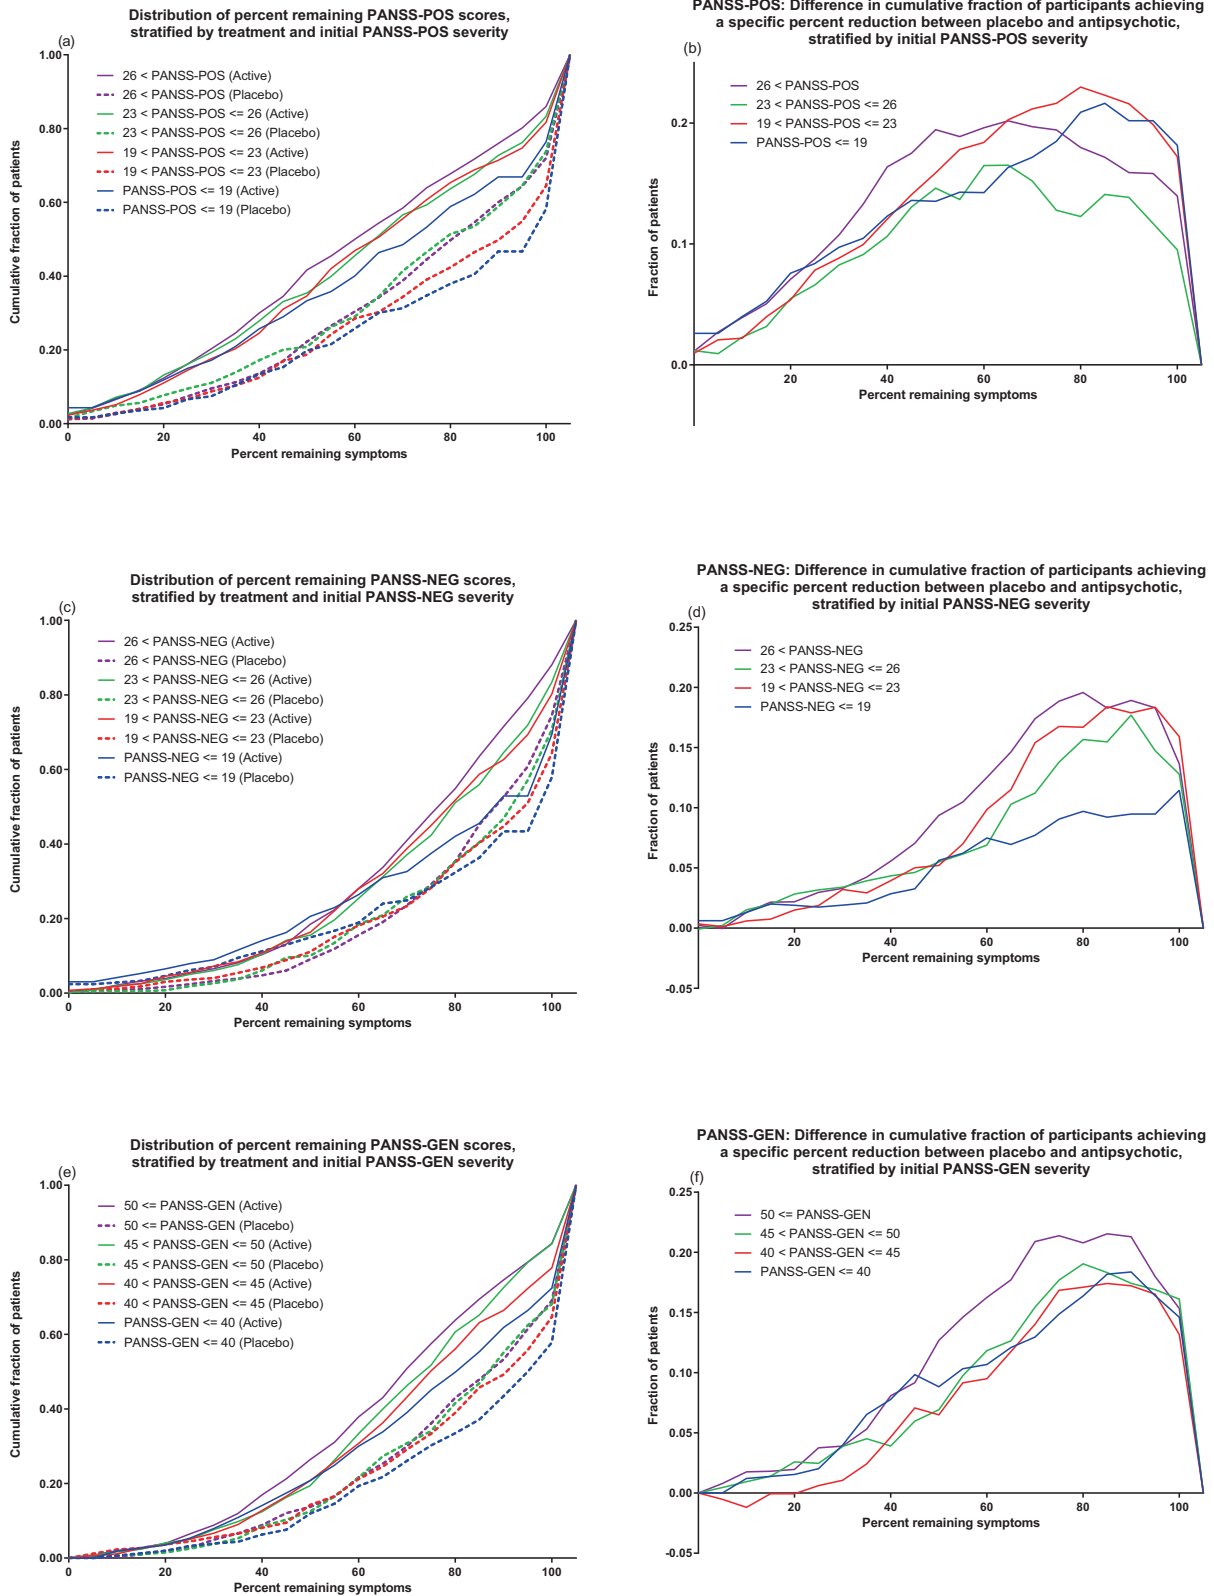 Distribution of percent remaining PANSS-POS scores,
stratified by treatment and initial PANSS-POS severity
(a)
1.00
0.80
0.60
0.40
0.20
0.00
Cumulative fraction of patients
26 < PANSS-POS (Active)
26 < PANSS-POS (Placebo)
23 < PANSS-POS <= 26 (Active)
23 < PANSS-POS <= 26 (Placebo)
19 < PANSS-POS <= 23 (Active)
19 < PANSS-POS <= 23 (Placebo)
PANSS-POS <= 19 (Active)
PANSS-POS <= 19 (Placebo)
0 20 40 60 80 100
Percent remaining symptoms
PANSS-POS: Difference in cumulative fraction of participants achieving
a specific percent reduction between placebo and antipsychotic,
stratified by initial PANSS-POS severity
(b)
0.2
0.1
0.0
Fraction of patients
26 < PANSS-POS
23 < PANSS-POS <= 26
19 < PANSS-POS <= 23
PANSS-POS <= 19
20 40 60 80 100
Percent remaining symptoms
Distribution of percent remaining PANSS-NEG scores,
stratified by treatment and initial PANSS-NEG severity
(c)
1.00
0.80
0.60
0.40
0.20
0.00
Cumulative fraction of patients
26 < PANSS-NEG (Active)
26 < PANSS-NEG (Placebo)
23 < PANSS-NEG <= 26 (Active)
23 < PANSS-NEG <= 26 (Placebo)
19 < PANSS-NEG <= 23 (Active)
19 < PANSS-NEG <= 23 (Placebo)
PANSS-NEG <= 19 (Active)
PANSS-NEG <= 19 (Placebo)
0 20 40 60 80 100
Percent remaining symptoms
PANSS-NEG: Difference in cumulative fraction of participants achieving
a specific percent reduction between placebo and antipsychotic,
stratified by initial PANSS-NEG severity
(d)
0.25
0.20
0.15
0.10
0.05
0.00
-0.05
Fraction of patients
26 < PANSS-NEG
23 < PANSS-NEG <= 26
19 < PANSS-NEG <= 23
PANSS-NEG <= 19
20 40 60 80 100
Percent remaining symptoms
Distribution of percent remaining PANSS-GEN scores,
stratified by treatment and initial PANSS-GEN severity
(e)
1.00
0.80
0.60
0.40
0.20
0.00
Cumulative fraction of patients
50 <= PANSS-GEN (Active)
50 <= PANSS-GEN (Placebo)
45 < PANSS-GEN <= 50 (Active)
45 < PANSS-GEN <= 50 (Placebo)
40 < PANSS-GEN <= 45 (Active)
40 < PANSS-GEN <= 45 (Placebo)
PANSS-GEN <= 40 (Active)
PANSS-GEN <= 40 (Placebo)
0 20 40 60 80 100
Percent remaining symptoms
PANSS-GEN: Difference in cumulative fraction of participants achieving
a specific percent reduction between placebo and antipsychotic,
stratified by initial PANSS-GEN severity
(f)
0.25
0.20
0.15
0.10
0.05
0.00
-0.05
Fraction of patients
50 <= PANSS-GEN
45 < PANSS-GEN <= 50
40 < PANSS-GEN <= 45
PANSS-GEN <= 40
20 40 60 80 100
Percent remaining symptoms